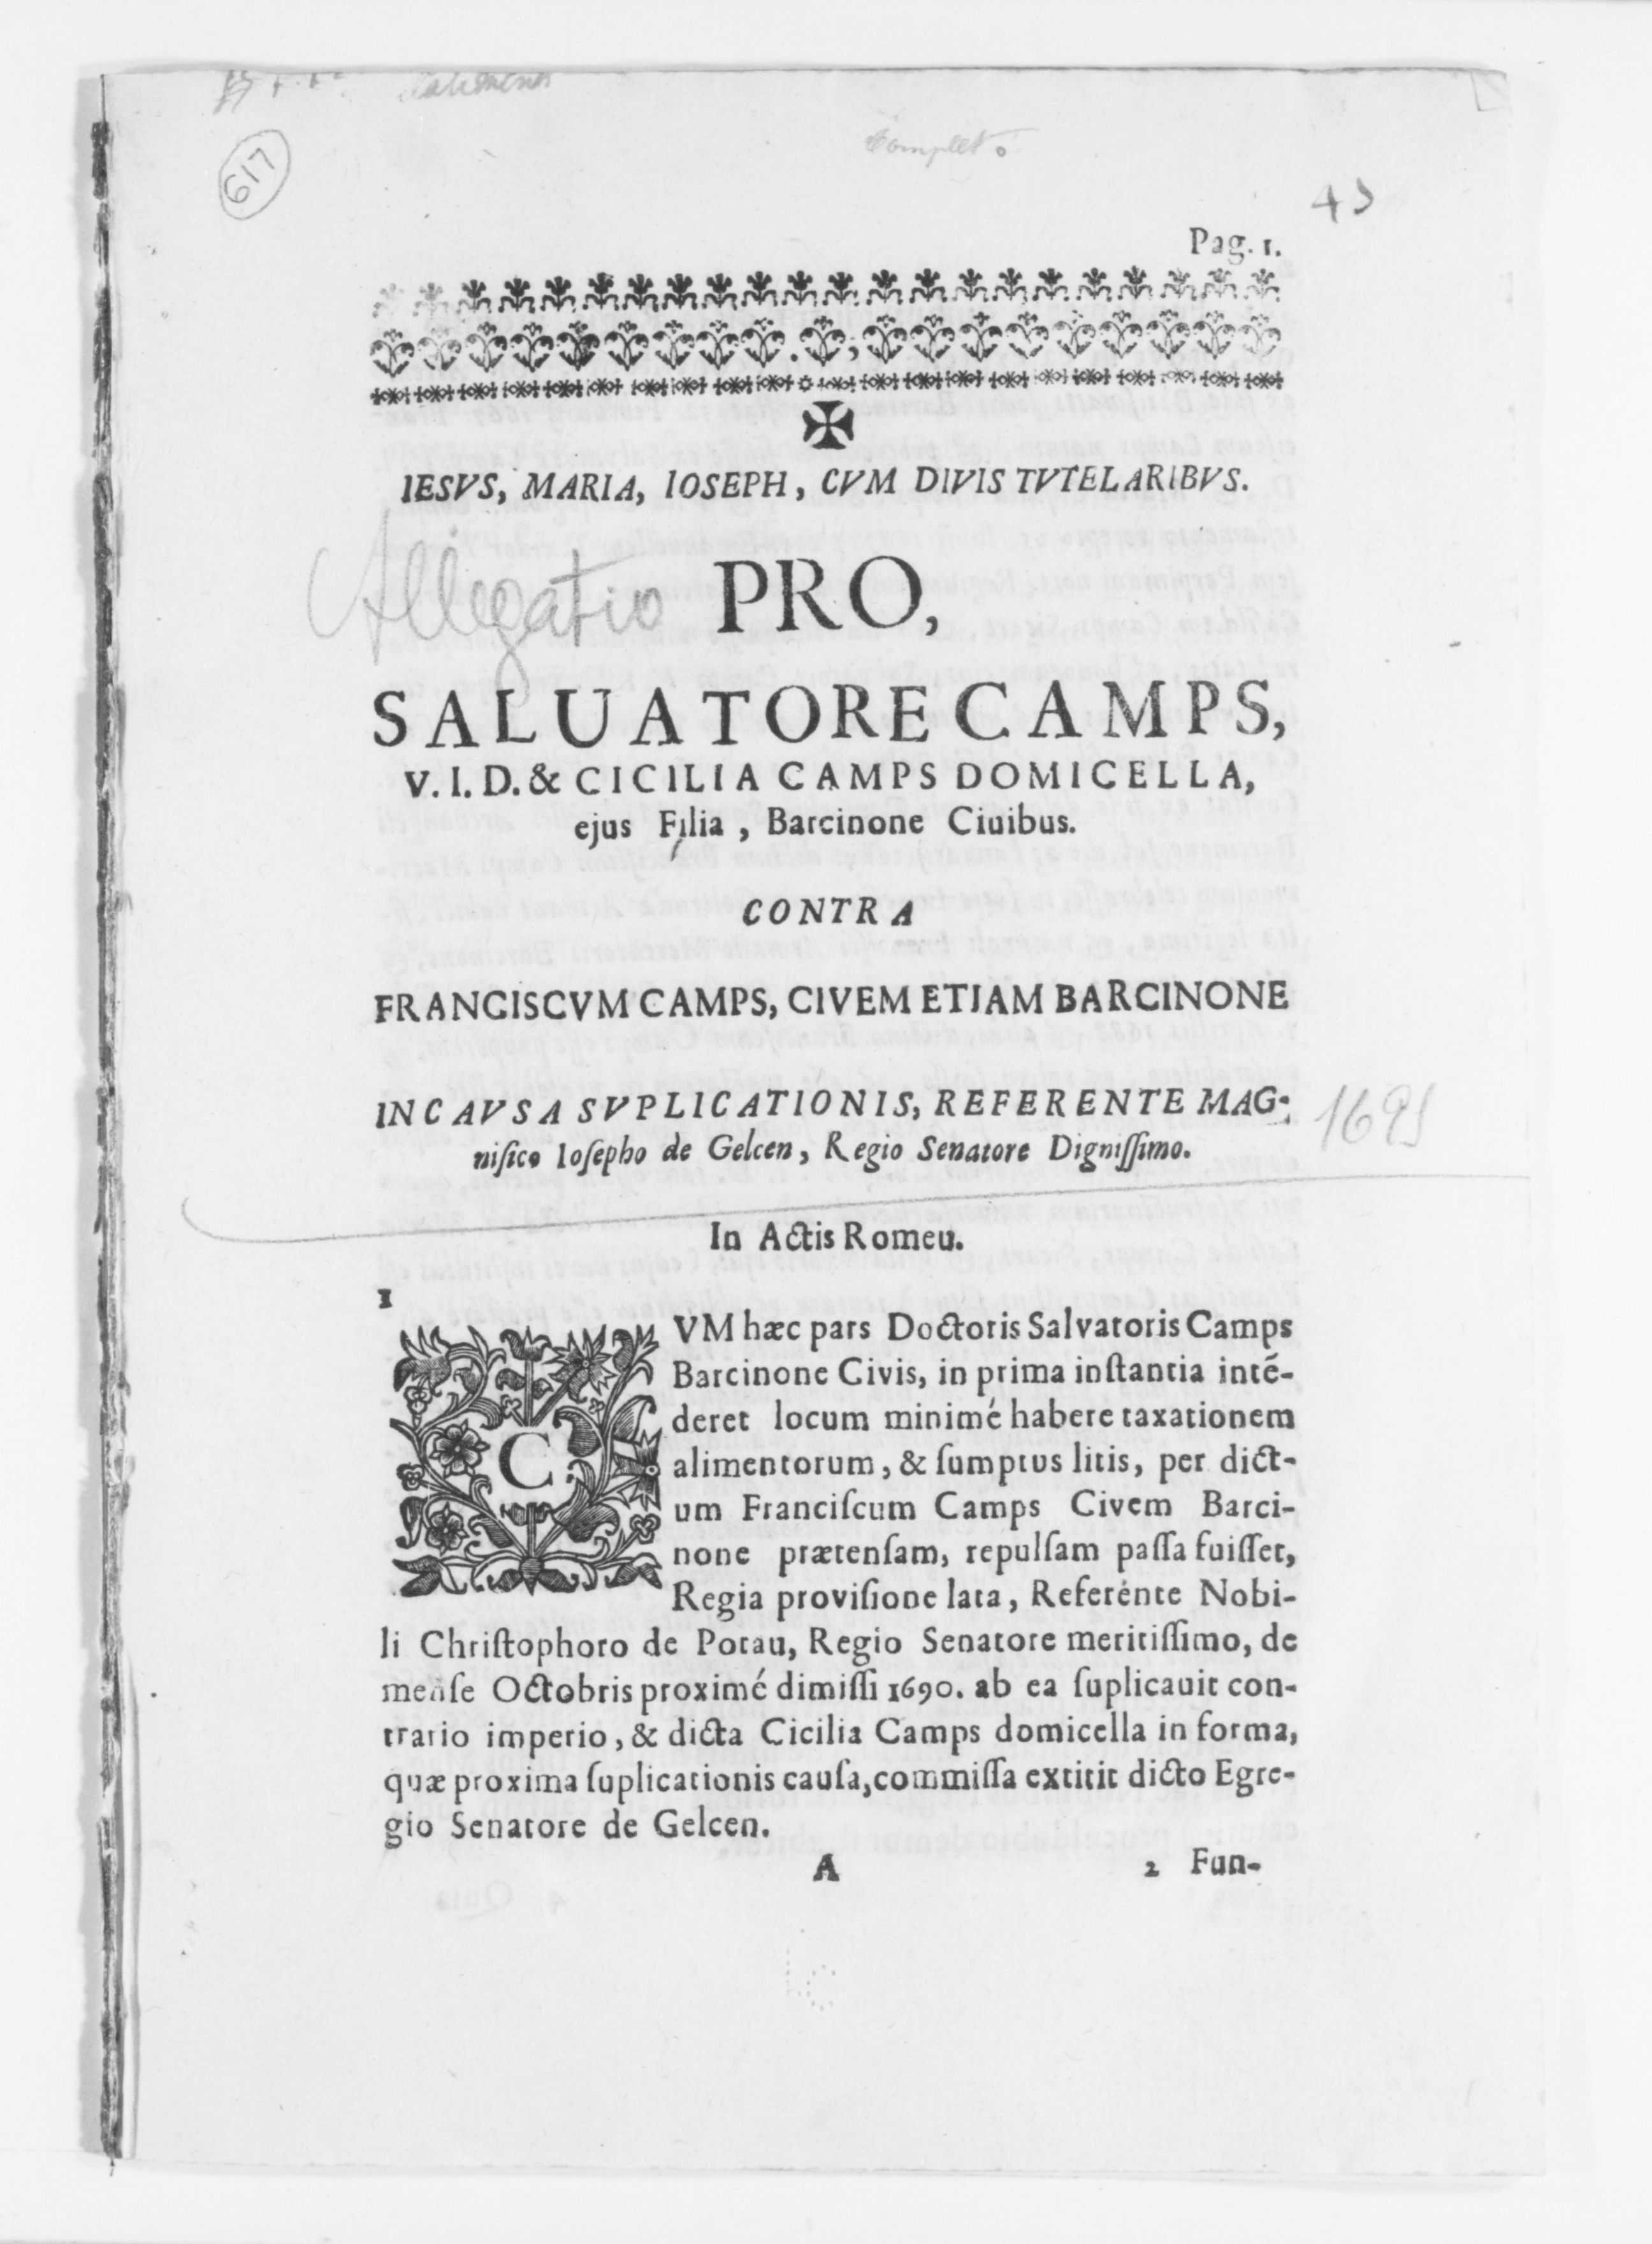 617
Complet
43
Pag. 1.
IESVS, MARIA, IOSEPH, CVM DIVIS TVTELARIBVS.
Allegatio PRO,
SALUATORE CAMPS,
V. I. D. & CICILIA CAMPS DOMICELLA,
ejus Filia, Barcinone Ciuibus.
CONTRA
FRANCISCVM CAMPS, CIVEM ETIAM BARCINONE
IN CAVSA SVPLICATIONIS, REFERENTE MAG-
nifico Ioſepho de Gelcen, Regio Senatore Digniſſimo.
In Actis Romeu.
1
CVM hæc pars Doctoris Salvatoris Camps
Barcinone Civis, in prima inſtantia intẽ-
deret locum minimé habere taxationem
alimentorum, & ſumptus litis, per dict-
um Franciſcum Camps Civem Barci-
none prætenſam, repulſam paſſa fuiſſet,
Regia proviſione lata, Referénte Nobi-
li Chriſtophoro de Potau, Regio Senatore meritiſſimo, de
menſe Octobris proximé dimiſſi 1690. ab ea ſuplicauit con-
trario imperio, & dicta Cicilia Camps domicella in forma,
quæ proxima ſuplicationis cauſa, commiſſa extitit dicto Egre-
gio Senatore de Gelcen.
A 2 Fun-